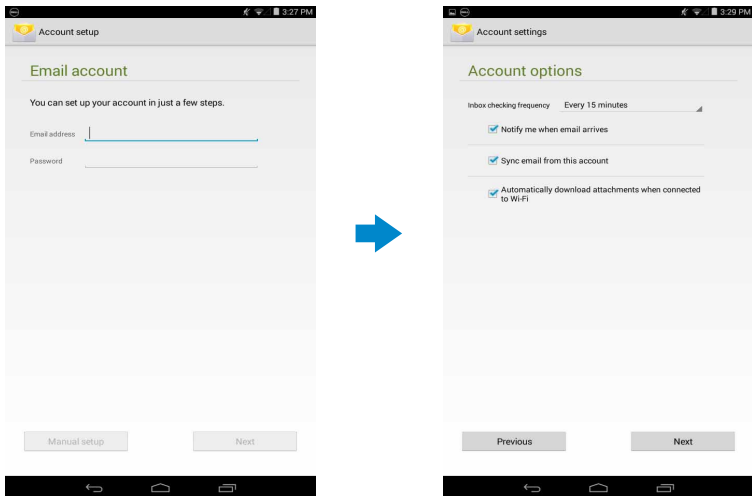 3:27 PM
Account setup
Email account
You can set up your account in just a few steps.
Email address
Password
Manual setup
Next
3:29 PM
Account settings
Account options
Inbox checking frequency Every 15 minutes
Notify me when email arrives
Sync email from this account
Automatically download attachments when connected
to Wi-Fi
Previous
Next